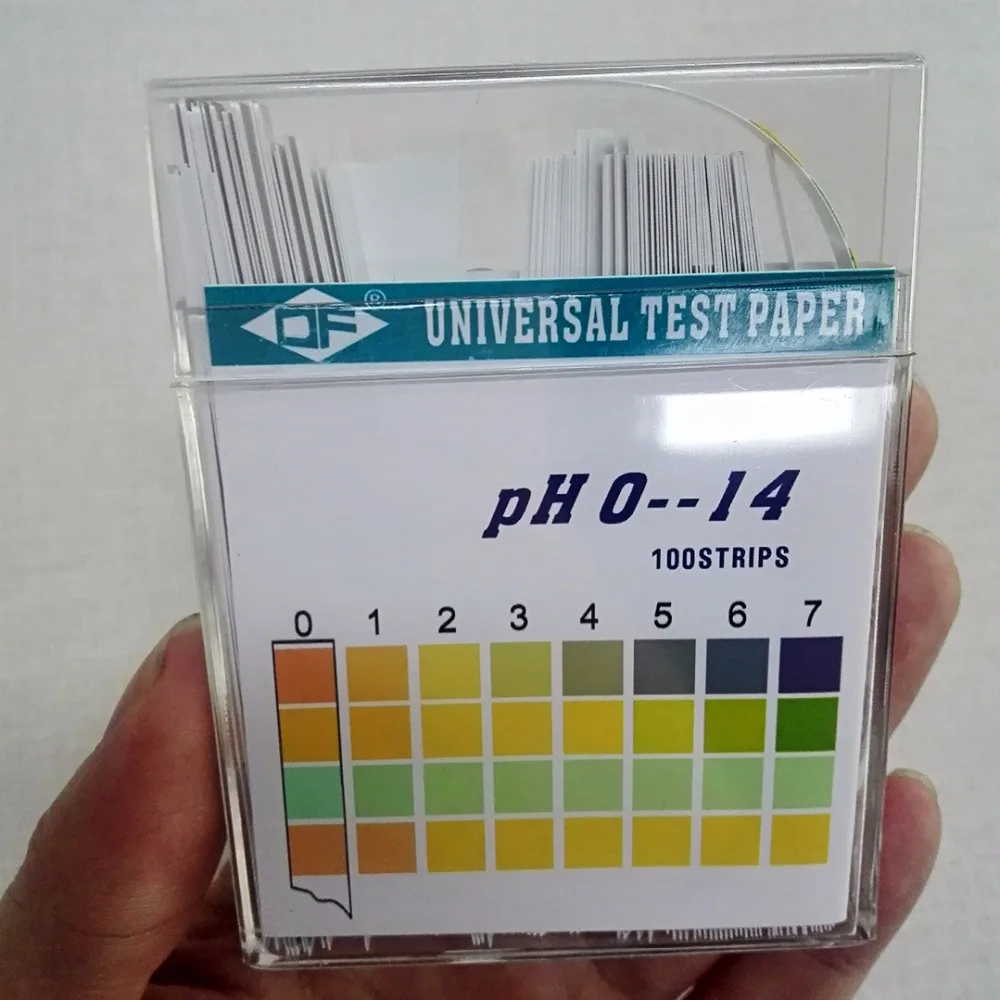 DF ® UNIVERSAL TEST PAPER
pH 0--14
100STRIPS
0 1 2 3 4 5 6 7